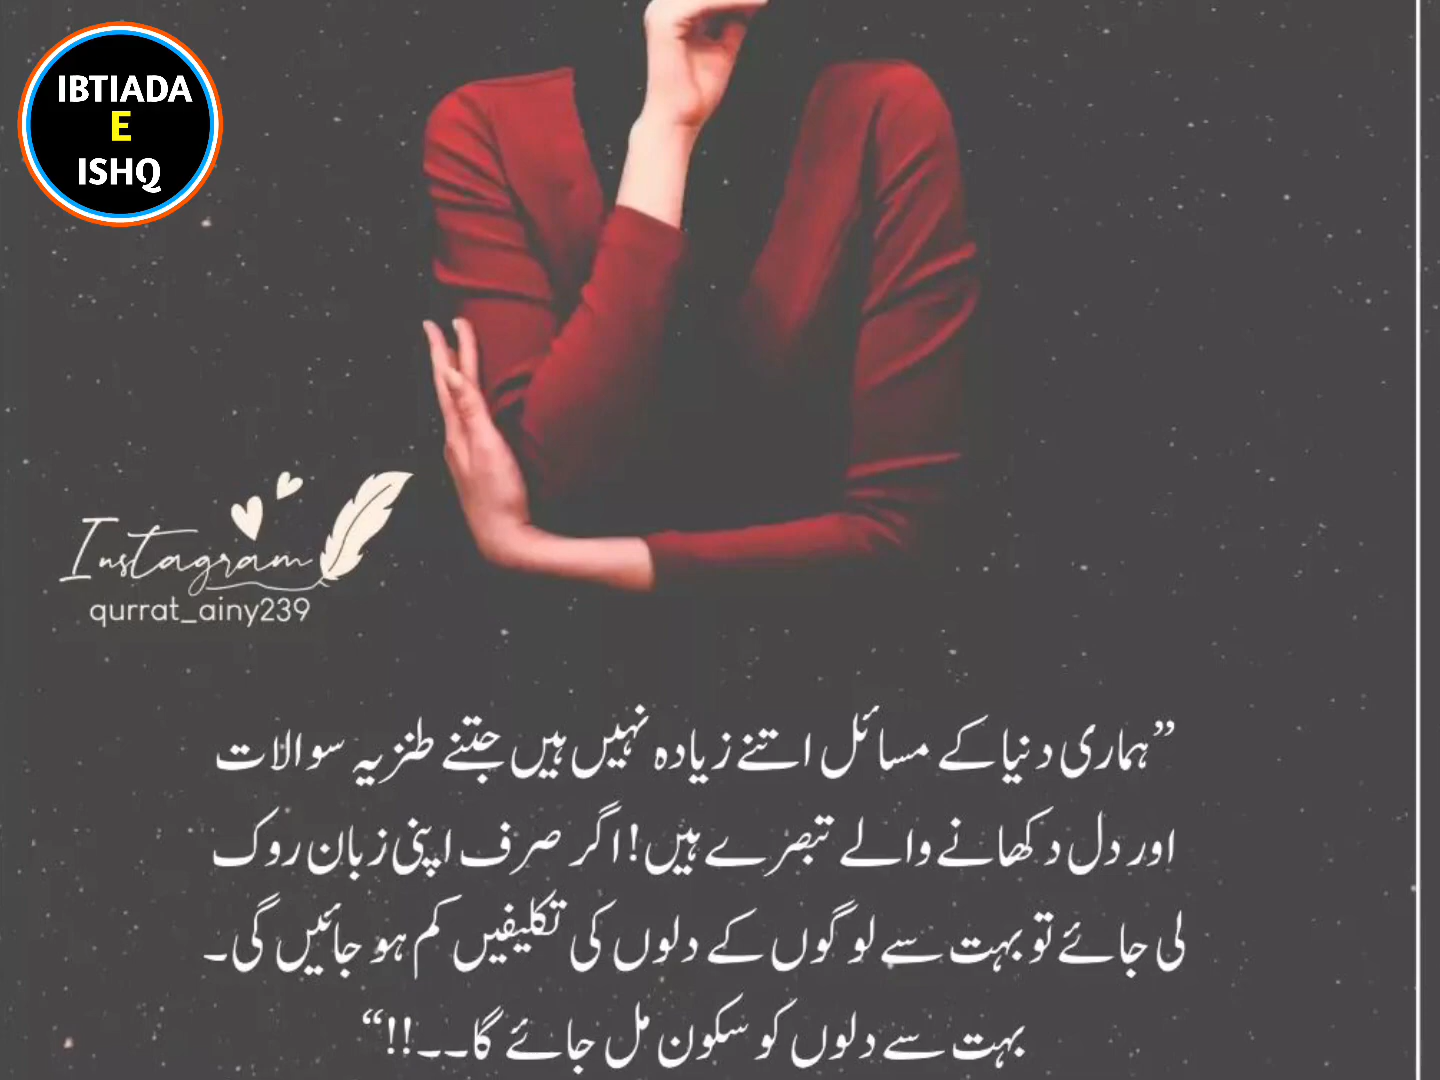 IBTIADA
E
ISHQ
Instagram
qurrat_ainy239
”ہماری دنیا کے مسائل اتنے زیادہ نہیں ہیں جتنے طنزیہ سوالات
اور دل دکھانے والے تبصرے ہیں! اگر صرف اپنی زبان روک
لی جائے تو بہت سے لوگوں کے دلوں کی تکلیفیں کم ہو جائیں گی۔
بہت سے دلوں کو سکون مل جائے گا۔۔!!“